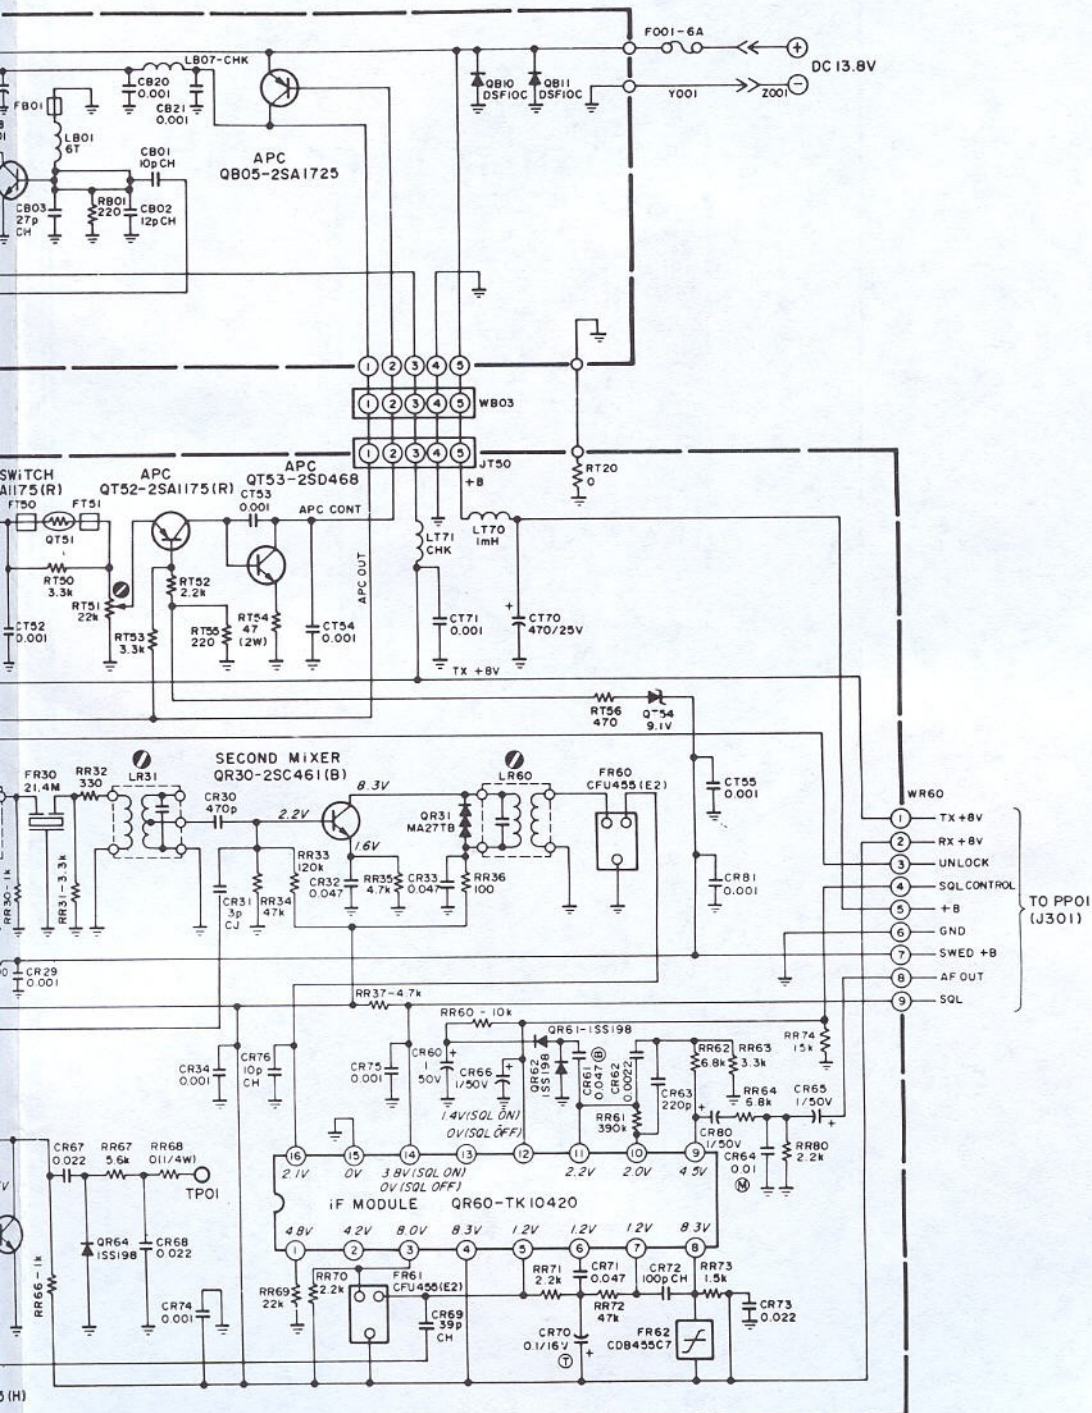 F001-6A
DC 13.8V
Y001
Z001
LB07-CHK
CB20
0.001
CB21
0.001
QB10
DSF10C
QB11
DSF10C
FB01
LB01
6T
CB01
10pCH
APC
QB05-2SA1725
CB03
27p
CH
RB01
220
CB02
12pCH
1 2 3 4 5
1 2 3 4 5
WB03
1 2 3 4 5
JT50
+B
RT20
0
SWiTCH
A1175(R)
FT50
FT51
QT51
APC
QT52-2SA1175(R)
APC
QT53-2SD468
CT53
0.001
APC CONT
LT71
CHK
LT70
1mH
RT50
3.3k
RT51
22k
RT52
2.2k
RT53
3.3k
RT55
220
RT54
47
(2W)
CT54
0.001
APC OUT
CT52
0.001
CT71
0.001
+
CT70
470/25V
TX +8V
RT56
470
QT54
9.1V
SECOND MiXER
QR30-2SC461(B)
FR30
21.4M
RR32
330
LR31
CR30
470p
2.2V
8.3V
1.6V
QR31
MA27TB
LR60
FR60
CFU455(E2)
CT55
0.001
RR30-1k
RR31-3.3k
CR31
3p
CJ
RR34
47k
RR33
120k
CR32
0.047
RR35
4.7k
CR33
0.047
RR36
100
CR81
0.001
WR60
1 TX+8V
2 RX+8V
3 UNLOCK
4 SQL CONTROL
5 +B
6 GND
7 SWED +B
8 AF OUT
9 SQL
TO PP01
(J301)
CR29
0.001
RR37-4.7k
RR60-10k
QR61-1SS198
QR62
1SS198
CR34
0.001
CR76
10p
CH
CR75
0.001
CR60
1
50V
+
CR66
1/50V
+
CR61
0.047 B
CR62
0.0022
CR63
220p
RR61
390k
RR62
6.8k
RR63
3.3k
RR64
6.8k
CR65
1/50V
+
RR74
15k
CR80
1/50V
+
CR64
0.01
M
RR80
2.2k
1.4V(SQL ON)
0V(SQL OFF)
CR67
0.022
RR67
5.6k
RR68
0(1/4W)
TP01
16 15 14 13 12 11 10 9
2.1V 0V 3.8V(SQL ON) 2.2V 2.0V 4.5V
0V(SQL OFF)
iF MODULE QR60-TK10420
4.8V 4.2V 8.0V 8.3V 1.2V 1.2V 1.2V 8.3V
1 2 3 4 5 6 7 8
QR64
1SS198
CR68
0.022
RR66-1k
CR74
0.001
RR69
22k
RR70
2.2k
FR61
CFU455(E2)
CR69
39p
CH
RR71
2.2k
CR71
0.047
CR72
100pCH
RR73
1.5k
RR72
47k
CR73
0.022
CR70
0.1/16V
T +
FR62
CDB455C7
(H)